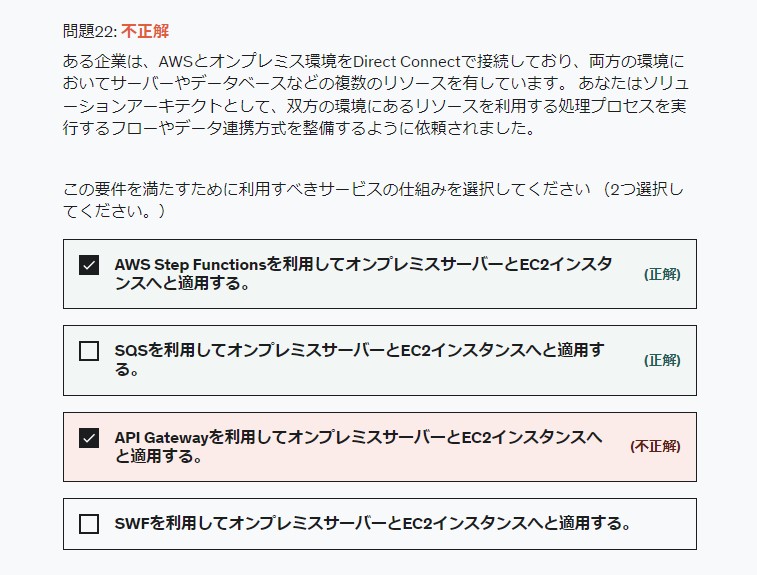 問題22: 不正解
ある企業は、AWSとオンプレミス環境をDirect Connectで接続しており、両方の環境に
おいてサーバーやデータベースなどの複数のリソースを有しています。 あなたはソリュ
ーションアーキテクトとして、双方の環境にあるリソースを利用する処理プロセスを実
行するフローやデータ連携方式を整備するように依頼されました。
この要件を満たすために利用すべきサービスの仕組みを選択してください （2つ選択し
てください。）
AWS Step Functionsを利用してオンプレミスサーバーとEC2インスタ
ンスへと適用する。
(正解)
SQSを利用してオンプレミスサーバーとEC2インスタンスへと適用す
る。
(正解)
API Gatewayを利用してオンプレミスサーバーとEC2インスタンスへ
と適用する。
(不正解)
SWFを利用してオンプレミスサーバーとEC2インスタンスへと適用する。